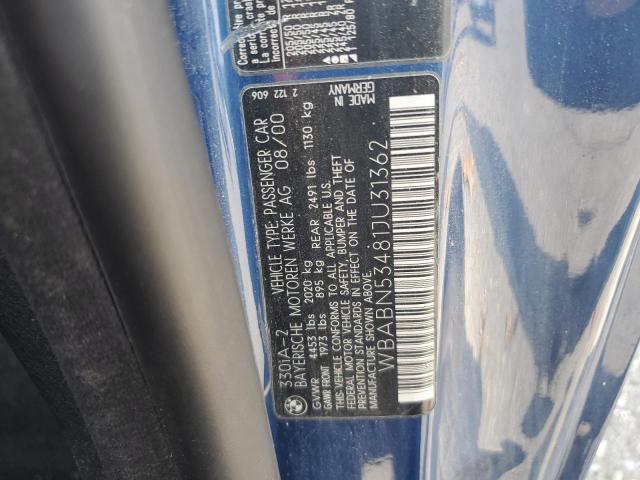 3301A-2
VEHICLE TYPE: PASSENGER CAR
2 122 606
BAYERISCHE MOTOREN WERKE AG 08/00
MADE IN
GERMANY
GVWR 4453 lbs 2020 kg REAR 2491 lbs 1130 kg
GAWR FRONT 1973 lbs 895 kg
THIS VEHICLE CONFORMS TO ALL APPLICABLE U.S.
FEDERAL MOTOR VEHICLE SAFETY, BUMPER AND THEFT
PREVENTION STANDARDS IN EFFECT ON THE DATE OF
MANUFACTURE SHOWN ABOVE.
WBABN53481JU31362